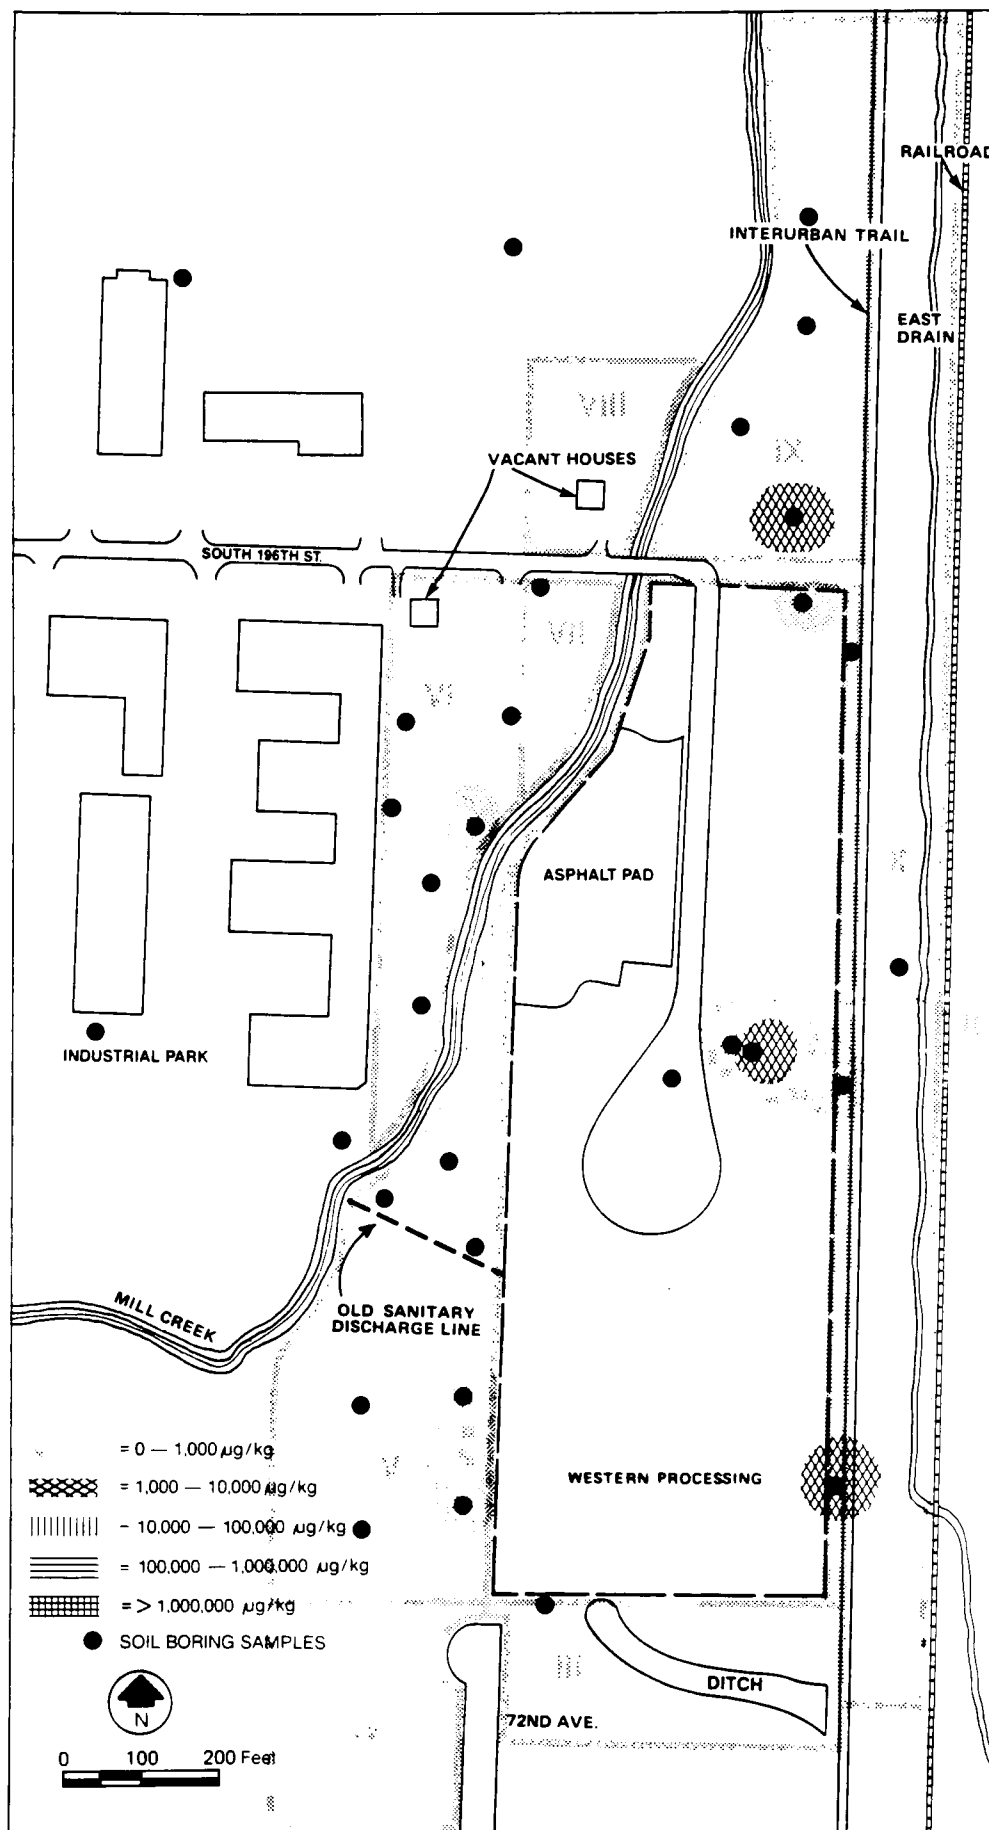 RAILROAD
INTERURBAN TRAIL
EAST
DRAIN
VIII
IX
VACANT HOUSES
SOUTH 196TH ST.
VII
VI
ASPHALT PAD
X
INDUSTRIAL PARK
MILL CREEK
OLD SANITARY
DISCHARGE LINE
V
WESTERN PROCESSING
= 0 — 1,000 µg/kg
= 1,000 — 10,000 µg/kg
- 10,000 — 100,000 µg/kg
= 100,000 — 1,000,000 µg/kg
= > 1,000,000 µg/kg
SOIL BORING SAMPLES
N
III
DITCH
72ND AVE.
0 100 200 Feet